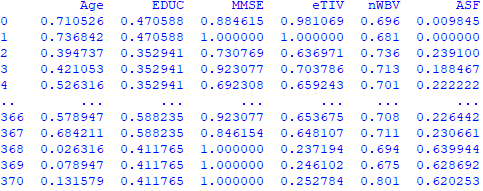 Age EDUC MMSE eTIV nWBV ASF
0 0.710526 0.470588 0.884615 0.981069 0.696 0.009845
1 0.736842 0.470588 1.000000 1.000000 0.681 0.000000
2 0.394737 0.352941 0.730769 0.636971 0.736 0.239100
3 0.421053 0.352941 0.923077 0.703786 0.713 0.188467
4 0.526316 0.352941 0.692308 0.659243 0.701 0.222222
.. ... ... ... ... ... ...
366 0.578947 0.588235 0.923077 0.653675 0.708 0.226442
367 0.684211 0.588235 0.846154 0.648107 0.711 0.230661
368 0.026316 0.411765 1.000000 0.237194 0.694 0.639944
369 0.078947 0.411765 1.000000 0.246102 0.675 0.628692
370 0.131579 0.411765 1.000000 0.252784 0.801 0.620253